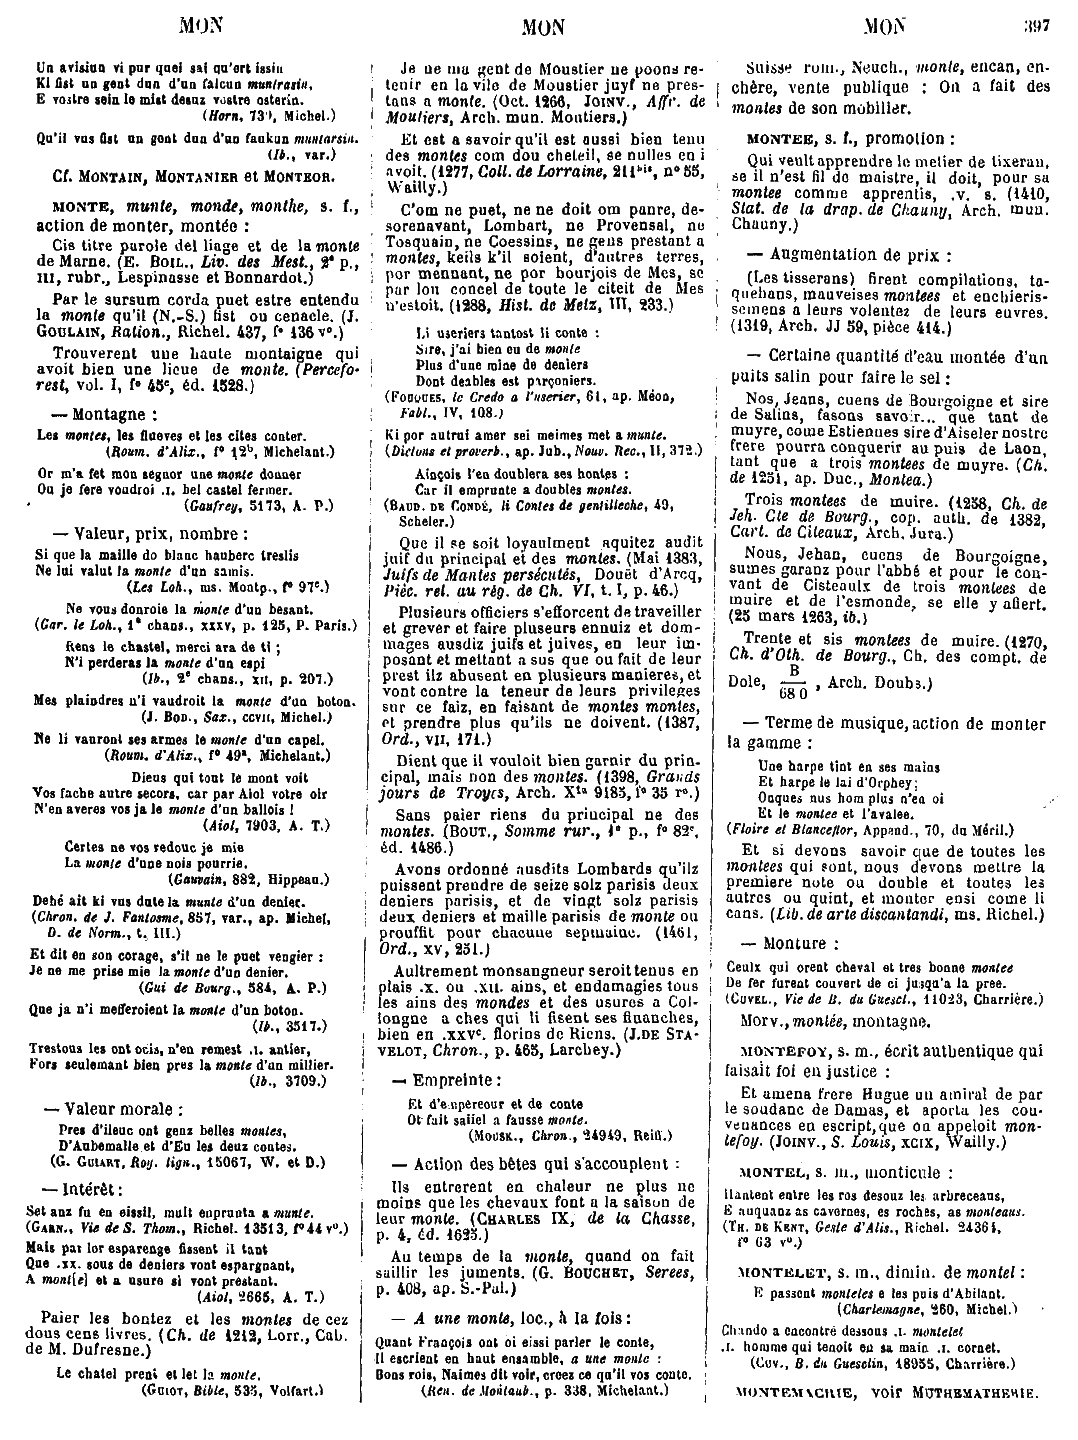 MON
MON
MON
397
Un avision vi par quei sai qu'ert issiu
Ki fist un gent dun d'un falcun muntarsin,
E vostre sein le mist desuz vostre osterin.
(Horn, 730, Michel.)
Qu'il vus fist un gent dun d'un faukun muntarsin.
(Ib., var.)
Cf. MONTAIN, MONTANIER et MONTEOR.
MONTE, munte, monde, monthe, s. f.,
action de monter, montée :
Cis titre parole del liage et de la monte
de Marne. (E. BOIL., Liv. des Mest., 2e p.,
III, rubr., Lespinasse et Bonnardot.)
Par le sursum corda puet estre entendu
la monte qu'il (N.-S.) fist ou cenacle. (J.
GOULAIN, Ration., Richel. 437, f° 136 v°.)
Trouverent une haute montaigne qui
avoit bien une lieue de monte. (Percefo-
rest, vol. I, f° 45c, éd. 1528.)
— Montagne :
Les montes, les flueves et les cites conter.
(Roum. d'Alix., f° 12b, Michelant.)
Or m'a fet mon segnor une monte donner
Ou je fere voudroi .I. bel castel fermer.
(Gaufrey, 5173, A. P.)
— Valeur, prix, nombre :
Si que la maille do blanc hauberc treslis
Ne lui valut la monte d'un samis.
(Les Loh., ms. Montp., f° 97c.)
Ne vous donroie la monte d'un besant.
(Gar. le Loh., 1e chans., XXXV, p. 125, P. Paris.)
Rens le chastel, merci ara de ti ;
N'i perderas la monte d'un espi
(Ib., 2e chans., XII, p. 207.)
Mes plaindres n'i vaudroit la monte d'un boton.
(J. BOD., Sax., CCVII, Michel.)
Ne li vauront ses armes le monte d'un capel.
(Roum. d'Alix., f° 49a, Michelant.)
Dieus qui tout le mont voit
Vos fache autre secors, car par Aiol votre oir
N'en averes vos ja le monte d'un ballois !
(Aiol, 7903, A. T.)
Certes ne vos redouc je mie
La monte d'une nois pourrie.
(Gauvain, 882, Hippeau.)
Dehé ait ki vus dute la munte d'un denier.
(Chron. de J. Fantosme, 857, var., ap. Michel,
D. de Norm., t. III.)
Et dit en son corage, s'il ne le puet vengier :
Je ne me prise mie la monte d'un denier.
(Gui de Bourg., 584, A. P.)
Que ja n'i mefferoient la monte d'un boton.
(Ib., 3517.)
Trestous les ont ocis, n'en remest .I. antier,
Fors seulemant bien pres la monte d'un millier.
(Ib., 3709.)
— Valeur morale :
Pres d'ileuc ont genz belles montes,
D'Aubemalle et d'Eu les deuz contes.
(G. GUIART, Roy. lign., 15067, W. et D.)
— Intérêt :
Set anz fu en eissil, mult enprunta a munte.
(GARN., Vie de S. Thom., Richel. 13513, f° 44 v°.)
Mais par lor esparenge fissent il tant
Que .XX. sous de deniers vont espargnant,
A mont[e] et a usure si vont prestant.
(Aiol, 2665, A. T.)
Paier les bontez et les montes de cez
dous cens livres. (Ch. de 1212, Lorr., Cab.
de M. Dufresne.)
Le chatel prent et let la monte.
(GUIOT, Bible, 535, Wolfart.)
Je ne ma gent de Moustier ne poons re-
tenir en la vile de Moustier juyf ne pres-
tans a monte. (Oct. 1266, JOINV., Affr. de
Mouliers, Arch. mun. Moutiers.)
Et est a savoir qu'il est aussi bien tenu
des montes com dou cheteil, se nulles en i
avoit. (1277, Coll. de Lorraine, 211bis, n° 55,
Wailly.)
C'om ne puet, ne ne doit om panre, de-
sorenavant, Lombart, ne Provensal, ne
Tosquain, ne Coessins, ne gens prestant a
montes, keils k'il soient, d'autres terres,
por mennant, ne por bourjois de Mes, se
par lou concel de toute le citeit de Mes
n'estoit. (1288, Hist. de Metz, III, 233.)
Li useriers tantost li conte :
Sire, j'ai bien eu de monte
Plus d'une mine de deniers
Dont deables est parçoniers.
(FOUQUES, le Credo a l'userier, 61, ap. Méon,
Fabl., IV, 108.)
Ki por autrui amer sei meimes met a munte.
(Dictons et proverb., ap. Jub., Nouv. Rec., II, 372.)
Ainçois l'en doublera ses hontes :
Car il emprunte a doubles montes.
(BAUD. DE CONDÉ, li Contes de gentilleche, 49,
Scheler.)
Que il se soit loyaulment aquitez audit
juif du principal et des montes. (Mai 1383,
Juifs de Mantes persécutés, Douët d'Arcq,
Pièc. rel. au règ. de Ch. VI, t. I, p. 46.)
Plusieurs officiers s'efforcent de traveiller
et grever et faire pluseurs ennuiz et dom-
mages ausdiz juifs et juives, en leur im-
posant et mettant a sus que ou fait de leur
prest ilz abusent en plusieurs manieres, et
vont contre la teneur de leurs privileges
sur ce faiz, en faisant de montes montes,
et prendre plus qu'ils ne doivent. (1387,
Ord., VII, 171.)
Dient que il vouloit bien garnir du prin-
cipal, mais non des montes. (1398, Grands
jours de Troyes, Arch. X1a 9185, f° 35 r°.)
Sans paier riens du principal ne des
montes. (BOUT., Somme rur., 1e p., f° 82c,
éd. 1486.)
Avons ordonné ausdits Lombards qu'ilz
puissent prendre de seize solz parisis deux
deniers parisis, et de vingt solz parisis
deux deniers et maille parisis de monte ou
prouffit pour chacune sepmaine. (1461,
Ord., XV, 251.)
Aultrement monsangneur seroit tenus en
plais .X. ou .XII. ains, et endamagies tous
les ains des mondes et des usures a Col-
longne a ches qui li fisent ses finanches,
bien en .XXVc. florins de Riens. (J. DE STA-
VELOT, Chron., p. 465, Larchey.)
— Empreinte :
Et d'empereour et de conte
Ot fait saiiel a fausse monte.
(MOUSK., Chron., 24949, Reiff.)
— Action des bêtes qui s'accouplent :
Ils entrerent en chaleur ne plus ne
moins que les chevaux font a la saison de
leur monte. (CHARLES IX, de la Chasse,
p. 4, éd. 1625.)
Au temps de la monte, quand on fait
saillir les juments. (G. BOUCHET, Serees,
p. 408, ap. S.-Pal.)
— A une monte, loc., à la fois :
Quant François ont oi eissi parler le conte,
Il escrient en haut ensamble, a une monte :
Bons rois, Naimes dit voir, creez ce qu'il vos conte.
(Ren. de Montaub., p. 338, Michelant.)
Suisse rom., Neuch., monte, encan, en-
chère, vente publique : On a fait des
montes de son mobilier.
MONTEE, s. f., promotion :
Qui veult apprendre le metier de tixeran,
se il n'est fil de maistre, il doit, pour sa
montee comme apprentis, .v. s. (1410,
Stat. de la drap. de Chauny, Arch. mun.
Chauny.)
— Augmentation de prix :
(Les tisserans) firent compilations, ta-
quehans, mauveises montees et enchieris-
semens a leurs volentez de leurs euvres.
(1319, Arch. JJ 59, pièce 414.)
— Certaine quantité d'eau montée d'un
puits salin pour faire le sel :
Nos, Jeans, cuens de Bourgoigne et sire
de Salins, fasons savoir... que tant de
muyre, come Estienues sire d'Aiseler nostre
frere pourra conquerir au puis de Laon,
tant que a trois montees de muyre. (Ch.
de 1251, ap. Duc., Montea.)
Trois montees de muire. (1258, Ch. de
Jeh. Cte de Bourg., cop. auth. de 1382,
Cart. de Citeaux, Arch. Jura.)
Nous, Jehan, cuens de Bourgoigne,
sumes garanz pour l'abbé et pour le con-
vant de Cisteaulx de trois montees de
muire et de l'esmonde, se elle y afiert.
(25 mars 1263, ib.)
Trente et sis montees de muire. (1270,
Ch. d'Oth. de Bourg., Ch. des compt. de
Dole, B/680, Arch. Doubs.)
— Terme de musique, action de monter
la gamme :
Une harpe tint en ses mains
Et harpe le lai d'Orphey;
Onques nus hom plus n'en oi
Et le montee et l'avalee.
(Floire et Blanceflor, Append., 70, du Méril.)
Et si devons savoir que de toutes les
montees qui sont, nous devons mettre la
premiere note ou double et toutes les
autres ou quint, et monter ensi come li
cans. (Lib. de arte discantandi, ms. Richel.)
— Monture :
Ceulx qui orent cheval et tres bonne montee
De fer furent couvert de ci jusqu'a la pree.
(CUVEL., Vie de B. du Guescl., 11023, Charrière.)
Morv., montée, montagne.
MONTEFOY, s. m., écrit authentique qui
faisait foi en justice :
Et amena frere Hugue un amiral de par
le soudanc de Damas, et aporta les cou-
venances en escript, que on appeloit mon-
tefoy. (JOINV., S. Louis, XCIX, Wailly.)
MONTEL, s. m., monticule :
Hantent entre les ros desouz les arbreceaus,
E auquanz as cavernes, es roches, as monteaus.
(TH. DE KENT, Geste d'Alis., Richel. 24364,
f° 63 v°.)
MONTELET, s. m., dimin. de montel :
E passent monteles e les puis d'Abilant.
(Charlemagne, 260, Michel.)
Chando a encontré dessous .I. montelet
.I. homme qui tenoit en sa main .I. cornet.
(CUV., B. du Guesclin, 18955, Charrière.)
MONTEMACHIE, voir MUTHEMATHEHIE.